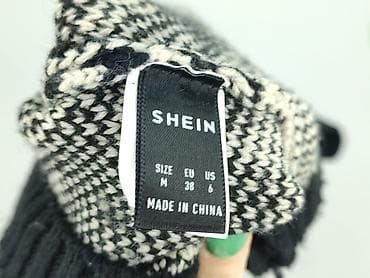 SHEIN
SIZE EU US
M 38 6
MADE IN CHINA